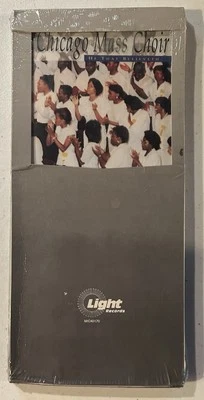 Chicago Mass Choir
He That Believeth
Light
Records